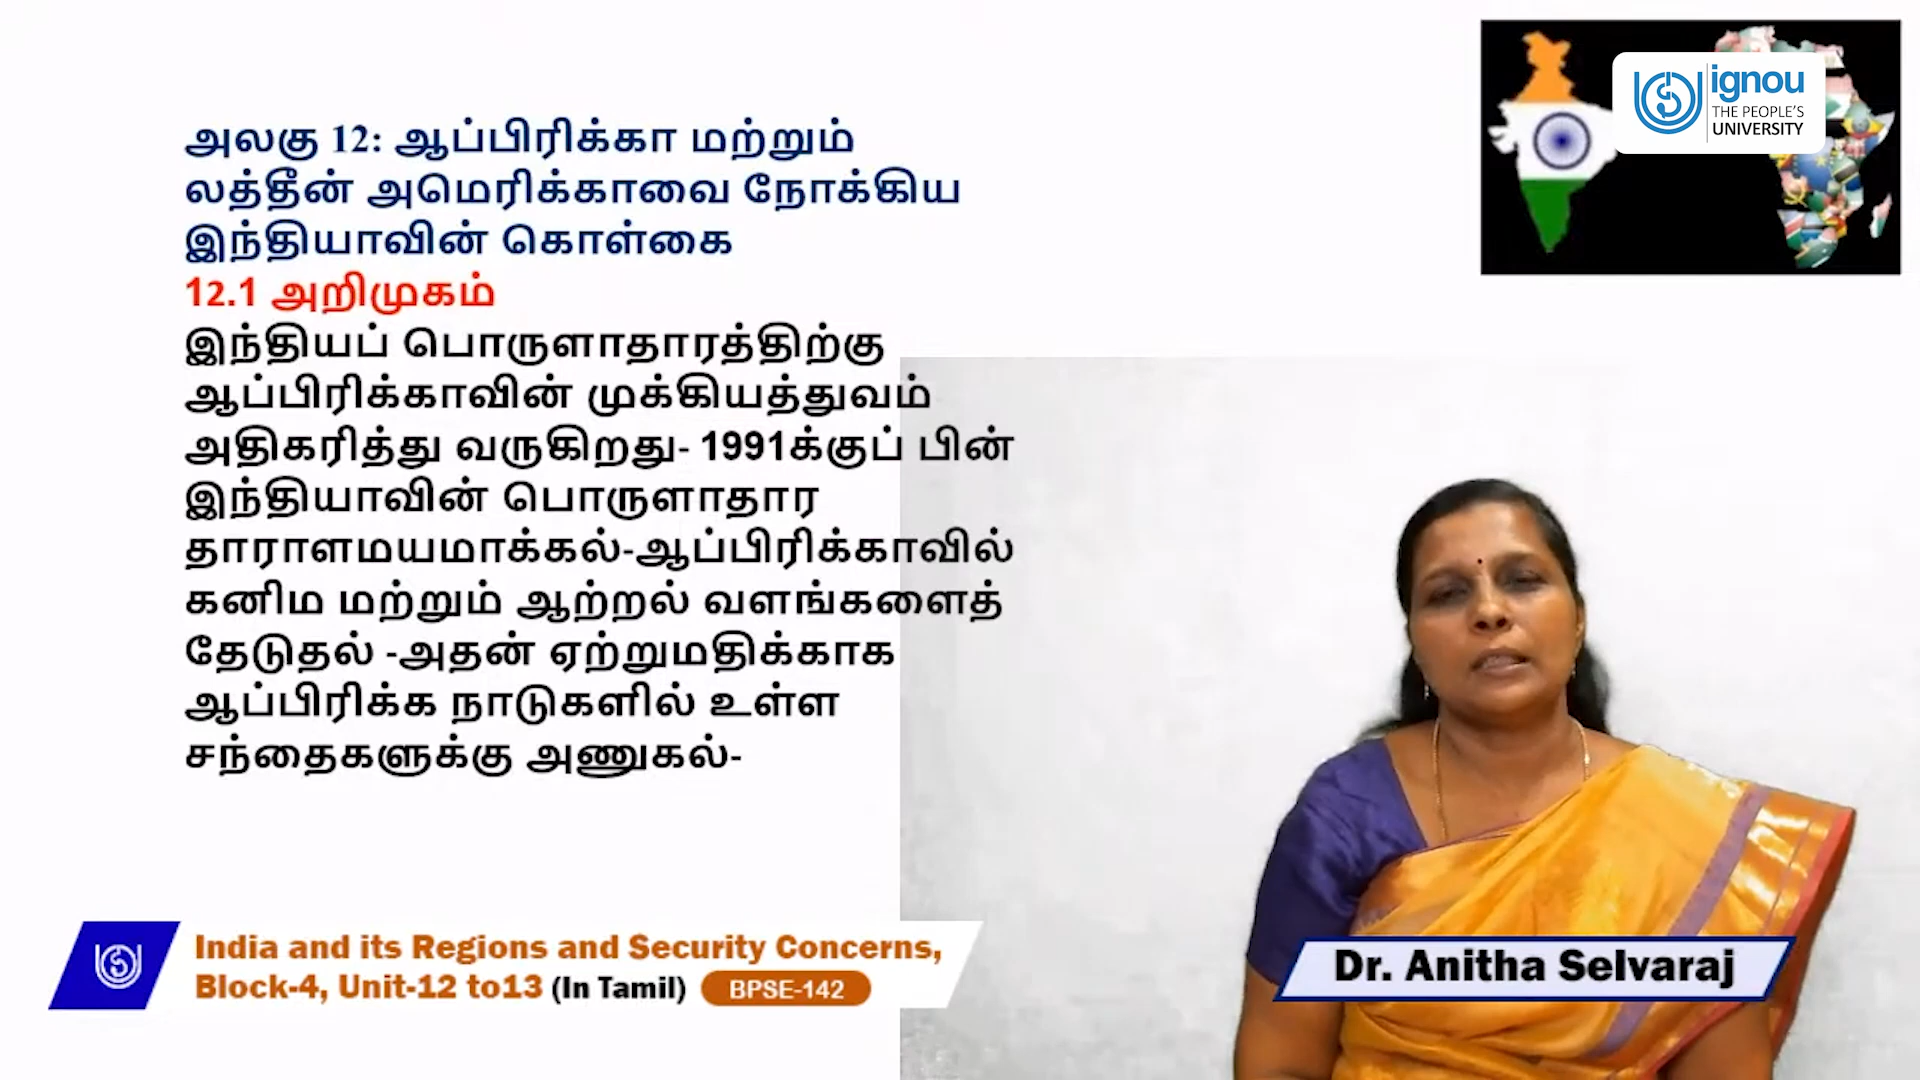 அலகு 12: ஆப்பிரிக்கா மற்றும்
லத்தீன் அமெரிக்காவை நோக்கிய
இந்தியாவின் கொள்கை
12.1 அறிமுகம்
இந்தியப் பொருளாதாரத்திற்கு
ஆப்பிரிக்காவின் முக்கியத்துவம்
அதிகரித்து வருகிறது- 1991க்குப் பின்
இந்தியாவின் பொருளாதார
தாராளமயமாக்கல்-ஆப்பிரிக்காவில்
கனிம மற்றும் ஆற்றல் வளங்களைத்
தேடுதல் -அதன் ஏற்றுமதிக்காக
ஆப்பிரிக்க நாடுகளில் உள்ள
சந்தைகளுக்கு அணுகல்-
ignou
THE PEOPLE'S
UNIVERSITY
India and its Regions and Security Concerns,
Block-4, Unit-12 to13 (In Tamil) BPSE-142
Dr. Anitha Selvaraj